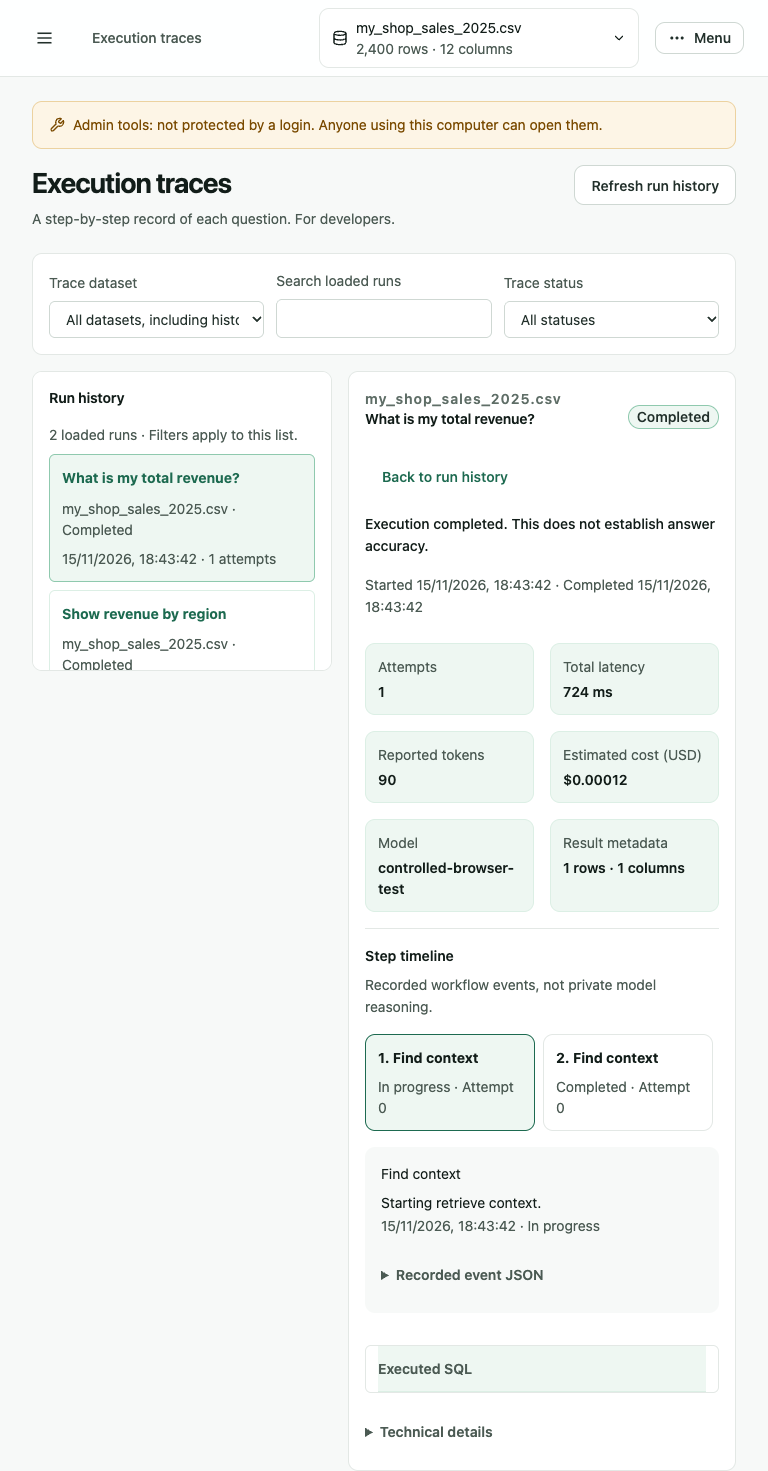 Execution traces
my_shop_sales_2025.csv
2,400 rows · 12 columns
Menu
Admin tools: not protected by a login. Anyone using this computer can open them.
Execution traces
Refresh run history
A step-by-step record of each question. For developers.
Trace dataset
Search loaded runs
Trace status
All datasets, including histo
All statuses
Run history
2 loaded runs · Filters apply to this list.
What is my total revenue?
my_shop_sales_2025.csv ·
Completed
15/11/2026, 18:43:42 · 1 attempts
Show revenue by region
my_shop_sales_2025.csv ·
Completed
my_shop_sales_2025.csv
What is my total revenue?
Completed
Back to run history
Execution completed. This does not establish answer
accuracy.
Started 15/11/2026, 18:43:42 · Completed 15/11/2026,
18:43:42
Attempts
1
Total latency
724 ms
Reported tokens
90
Estimated cost (USD)
$0.00012
Model
controlled-browser-
test
Result metadata
1 rows · 1 columns
Step timeline
Recorded workflow events, not private model
reasoning.
1. Find context
In progress · Attempt
0
2. Find context
Completed · Attempt
0
Find context
Starting retrieve context.
15/11/2026, 18:43:42 · In progress
Recorded event JSON
Executed SQL
Technical details